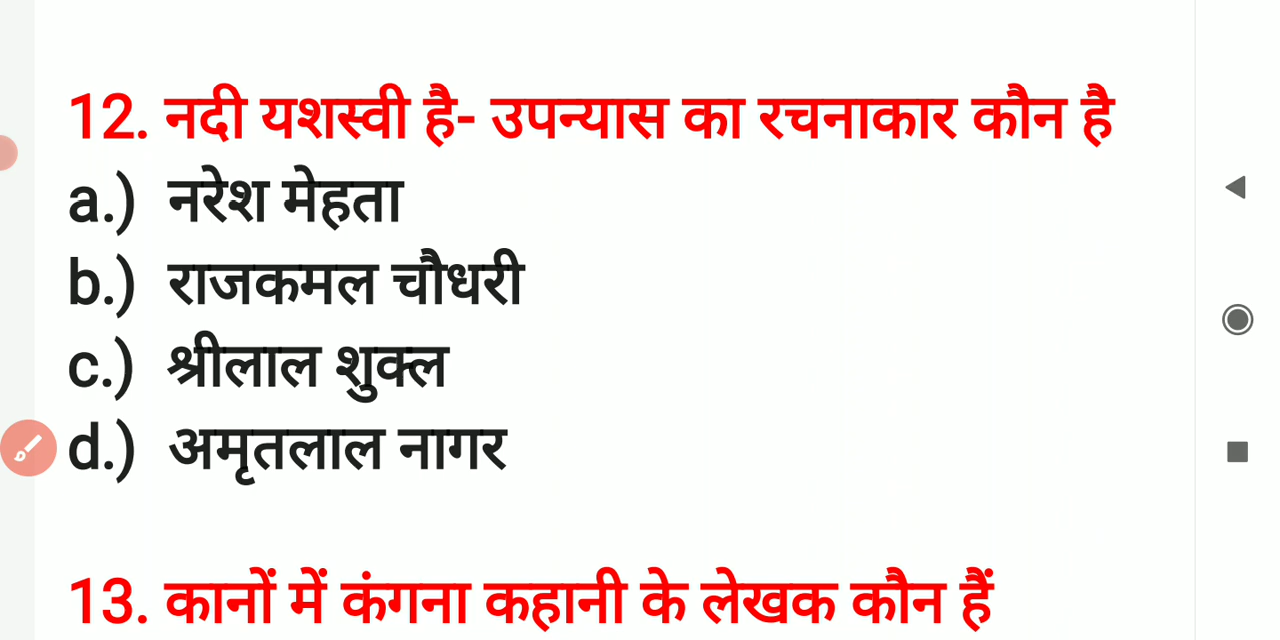 12. नदी यशस्वी है- उपन्यास का रचनाकार कौन है
a.) नरेश मेहता
b.) राजकमल चौधरी
c.) श्रीलाल शुक्ल
d.) अमृतलाल नागर
13. कानों में कंगना कहानी के लेखक कौन हैं